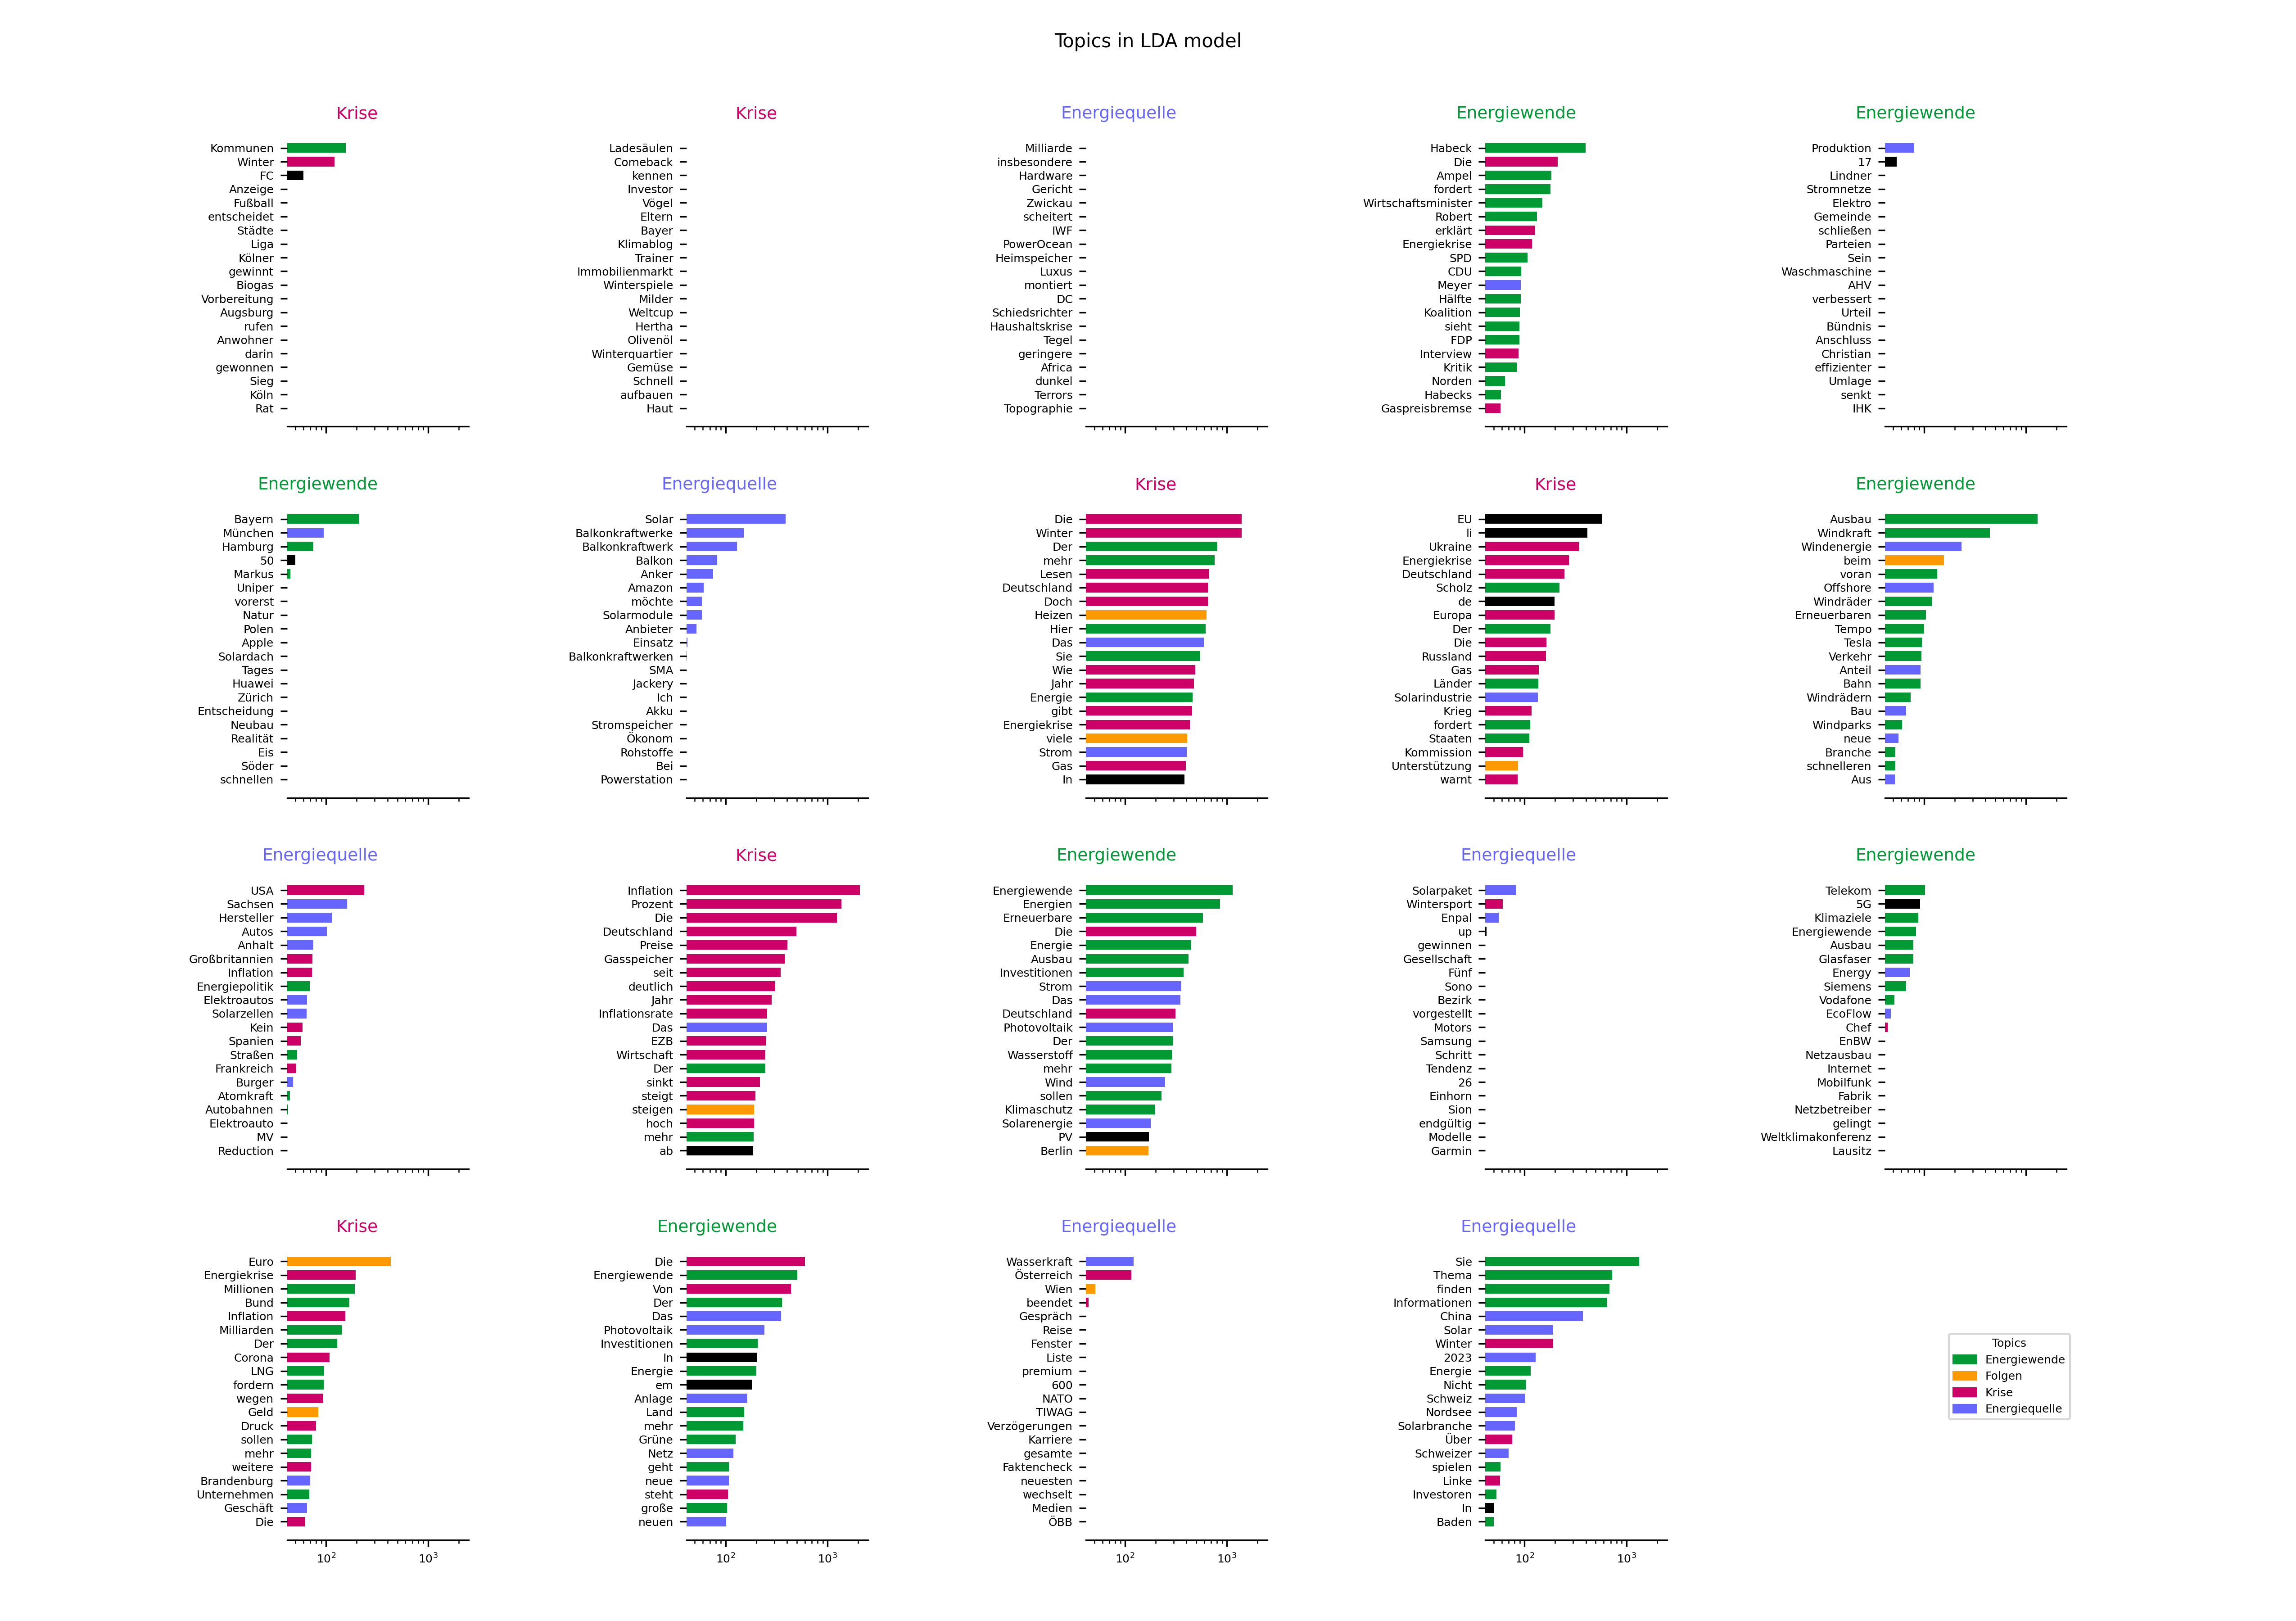 Topics in LDA model
Krise
Kommunen
Winter
FC
Anzeige
Fußball
entscheidet
Städte
Liga
Kölner
gewinnt
Biogas
Vorbereitung
Augsburg
rufen
Anwohner
darin
gewonnen
Sieg
Köln
Rat
Krise
Ladesäulen
Comeback
kennen
Investor
Vögel
Eltern
Bayer
Klimablog
Trainer
Immobilienmarkt
Winterspiele
Milder
Weltcup
Hertha
Olivenöl
Winterquartier
Gemüse
Schnell
aufbauen
Haut
Energiequelle
Milliarde
insbesondere
Hardware
Gericht
Zwickau
scheitert
IWF
PowerOcean
Heimspeicher
Luxus
montiert
DC
Schiedsrichter
Haushaltskrise
Tegel
geringere
Africa
dunkel
Terrors
Topographie
Energiewende
Habeck
Die
Ampel
fordert
Wirtschaftsminister
Robert
erklärt
Energiekrise
SPD
CDU
Meyer
Hälfte
Koalition
sieht
FDP
Interview
Kritik
Norden
Habecks
Gaspreisbremse
Energiewende
Produktion
17
Lindner
Stromnetze
Elektro
Gemeinde
schließen
Parteien
Sein
Waschmaschine
AHV
verbessert
Urteil
Bündnis
Anschluss
Christian
effizienter
Umlage
senkt
IHK
Energiewende
Bayern
München
Hamburg
50
Markus
Uniper
vorerst
Natur
Polen
Apple
Solardach
Tages
Huawei
Zürich
Entscheidung
Neubau
Realität
Eis
Söder
schnellen
Energiequelle
Solar
Balkonkraftwerke
Balkonkraftwerk
Balkon
Anker
Amazon
möchte
Solarmodule
Anbieter
Einsatz
Balkonkraftwerken
SMA
Jackery
Ich
Akku
Stromspeicher
Ökonom
Rohstoffe
Bei
Powerstation
Krise
Die
Winter
Der
mehr
Lesen
Deutschland
Doch
Heizen
Hier
Das
Sie
Wie
Jahr
Energie
gibt
Energiekrise
viele
Strom
Gas
In
Krise
EU
li
Ukraine
Energiekrise
Deutschland
Scholz
de
Europa
Der
Die
Russland
Gas
Länder
Solarindustrie
Krieg
fordert
Staaten
Kommission
Unterstützung
warnt
Energiewende
Ausbau
Windkraft
Windenergie
beim
voran
Offshore
Windräder
Erneuerbaren
Tempo
Tesla
Verkehr
Anteil
Bahn
Windrädern
Bau
Windparks
neue
Branche
schnelleren
Aus
Energiequelle
USA
Sachsen
Hersteller
Autos
Anhalt
Großbritannien
Inflation
Energiepolitik
Elektroautos
Solarzellen
Kein
Spanien
Straßen
Frankreich
Burger
Atomkraft
Autobahnen
Elektroauto
MV
Reduction
Krise
Inflation
Prozent
Die
Deutschland
Preise
Gasspeicher
seit
deutlich
Jahr
Inflationsrate
Das
EZB
Wirtschaft
Der
sinkt
steigt
steigen
hoch
mehr
ab
Energiewende
Energiewende
Energien
Erneuerbare
Die
Energie
Ausbau
Investitionen
Strom
Das
Deutschland
Photovoltaik
Der
Wasserstoff
mehr
Wind
sollen
Klimaschutz
Solarenergie
PV
Berlin
Energiequelle
Solarpaket
Wintersport
Enpal
up
gewinnen
Gesellschaft
Fünf
Sono
Bezirk
vorgestellt
Motors
Samsung
Schritt
Tendenz
26
Einhorn
Sion
endgültig
Modelle
Garmin
Energiewende
Telekom
5G
Klimaziele
Energiewende
Ausbau
Glasfaser
Energy
Siemens
Vodafone
EcoFlow
Chef
EnBW
Netzausbau
Internet
Mobilfunk
Fabrik
Netzbetreiber
gelingt
Weltklimakonferenz
Lausitz
Krise
Euro
Energiekrise
Millionen
Bund
Inflation
Milliarden
Der
Corona
LNG
fordern
wegen
Geld
Druck
sollen
mehr
weitere
Brandenburg
Unternehmen
Geschäft
Die
10²
10³
Energiewende
Die
Energiewende
Von
Der
Das
Photovoltaik
Investitionen
In
Energie
em
Anlage
Land
mehr
Grüne
Netz
geht
neue
steht
große
neuen
10²
10³
Energiequelle
Wasserkraft
Österreich
Wien
beendet
Gespräch
Reise
Fenster
Liste
premium
600
NATO
TIWAG
Verzögerungen
Karriere
gesamte
Faktencheck
neuesten
wechselt
Medien
ÖBB
10²
10³
Energiequelle
Sie
Thema
finden
Informationen
China
Solar
Winter
2023
Energie
Nicht
Schweiz
Nordsee
Solarbranche
Über
Schweizer
spielen
Linke
Investoren
In
Baden
10²
10³
Topics
Energiewende
Folgen
Krise
Energiequelle